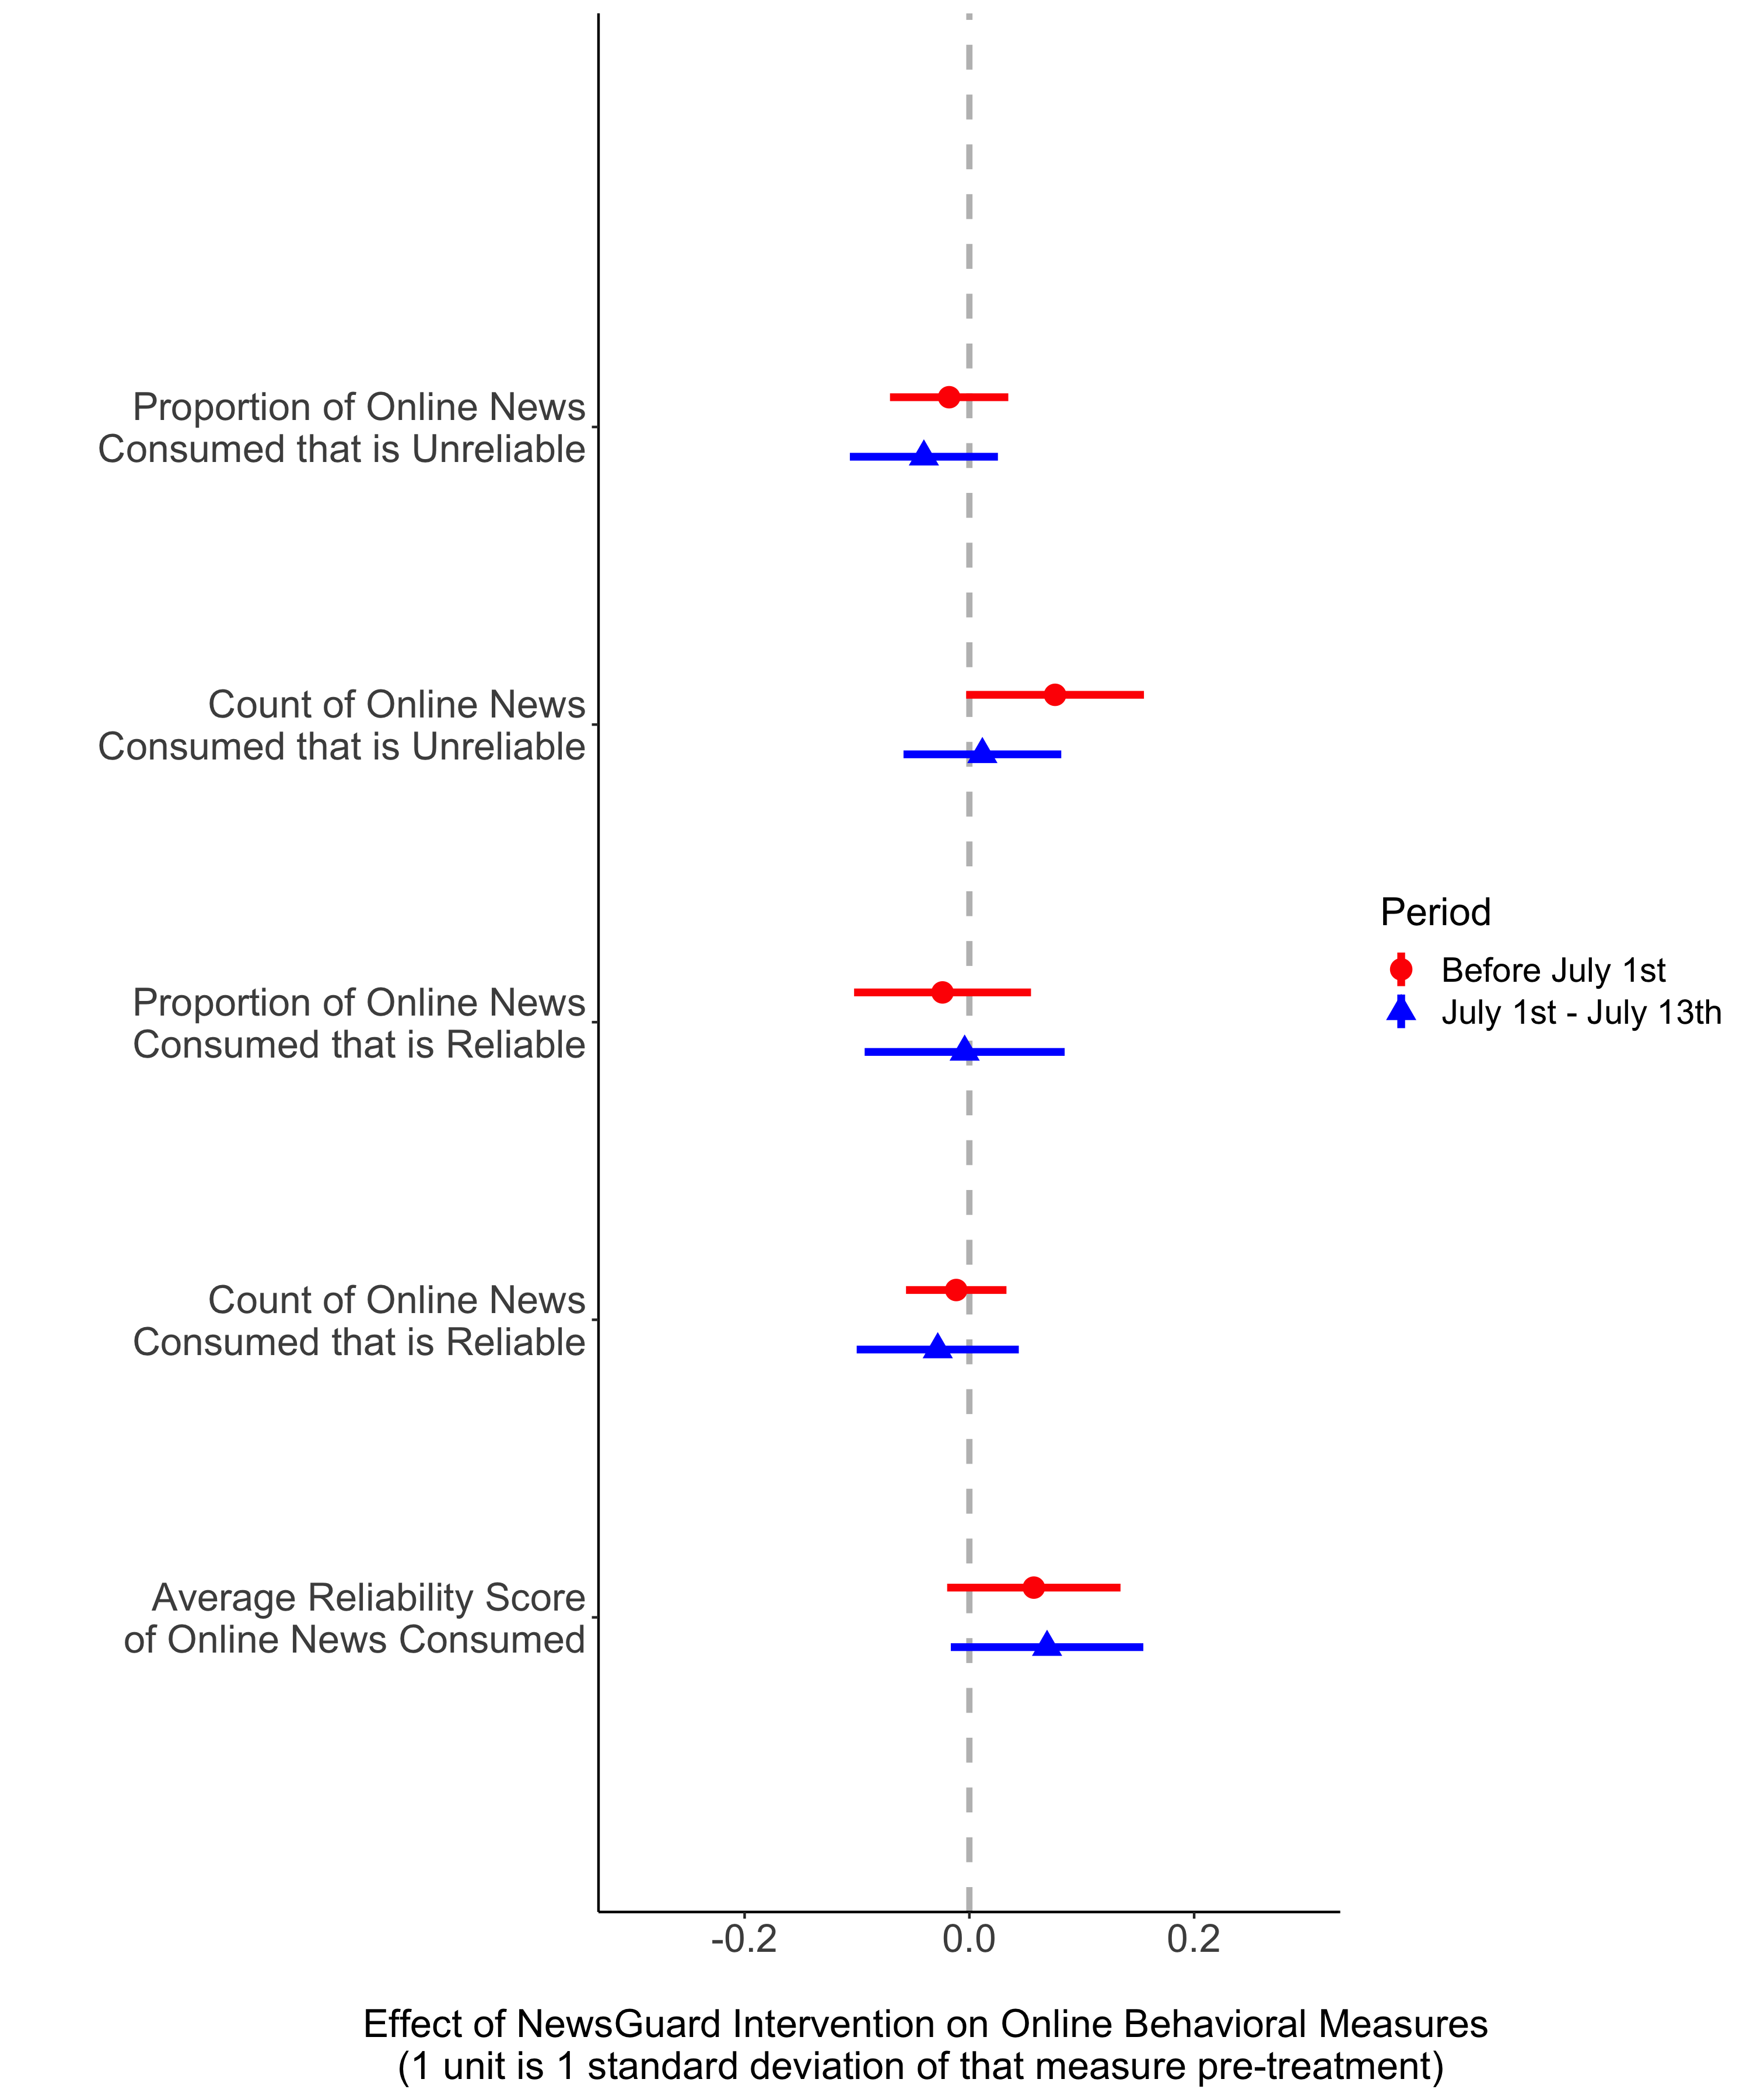 Proportion of Online News
Consumed that is Unreliable
Count of Online News
Consumed that is Unreliable
Proportion of Online News
Consumed that is Reliable
Count of Online News
Consumed that is Reliable
Average Reliability Score
of Online News Consumed
Period
Before July 1st
July 1st - July 13th
-0.2 0.0 0.2
Effect of NewsGuard Intervention on Online Behavioral Measures
(1 unit is 1 standard deviation of that measure pre-treatment)